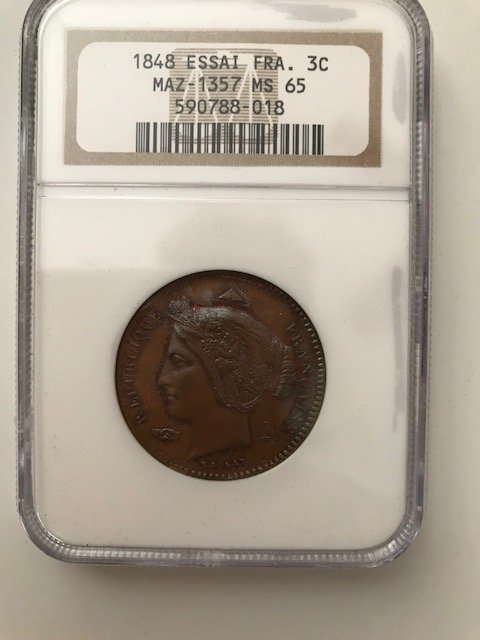 1848 ESSAI FRA. 3C
MAZ-1357 MS 65
590788-018
REPUBLIQUE FRANÇAISE